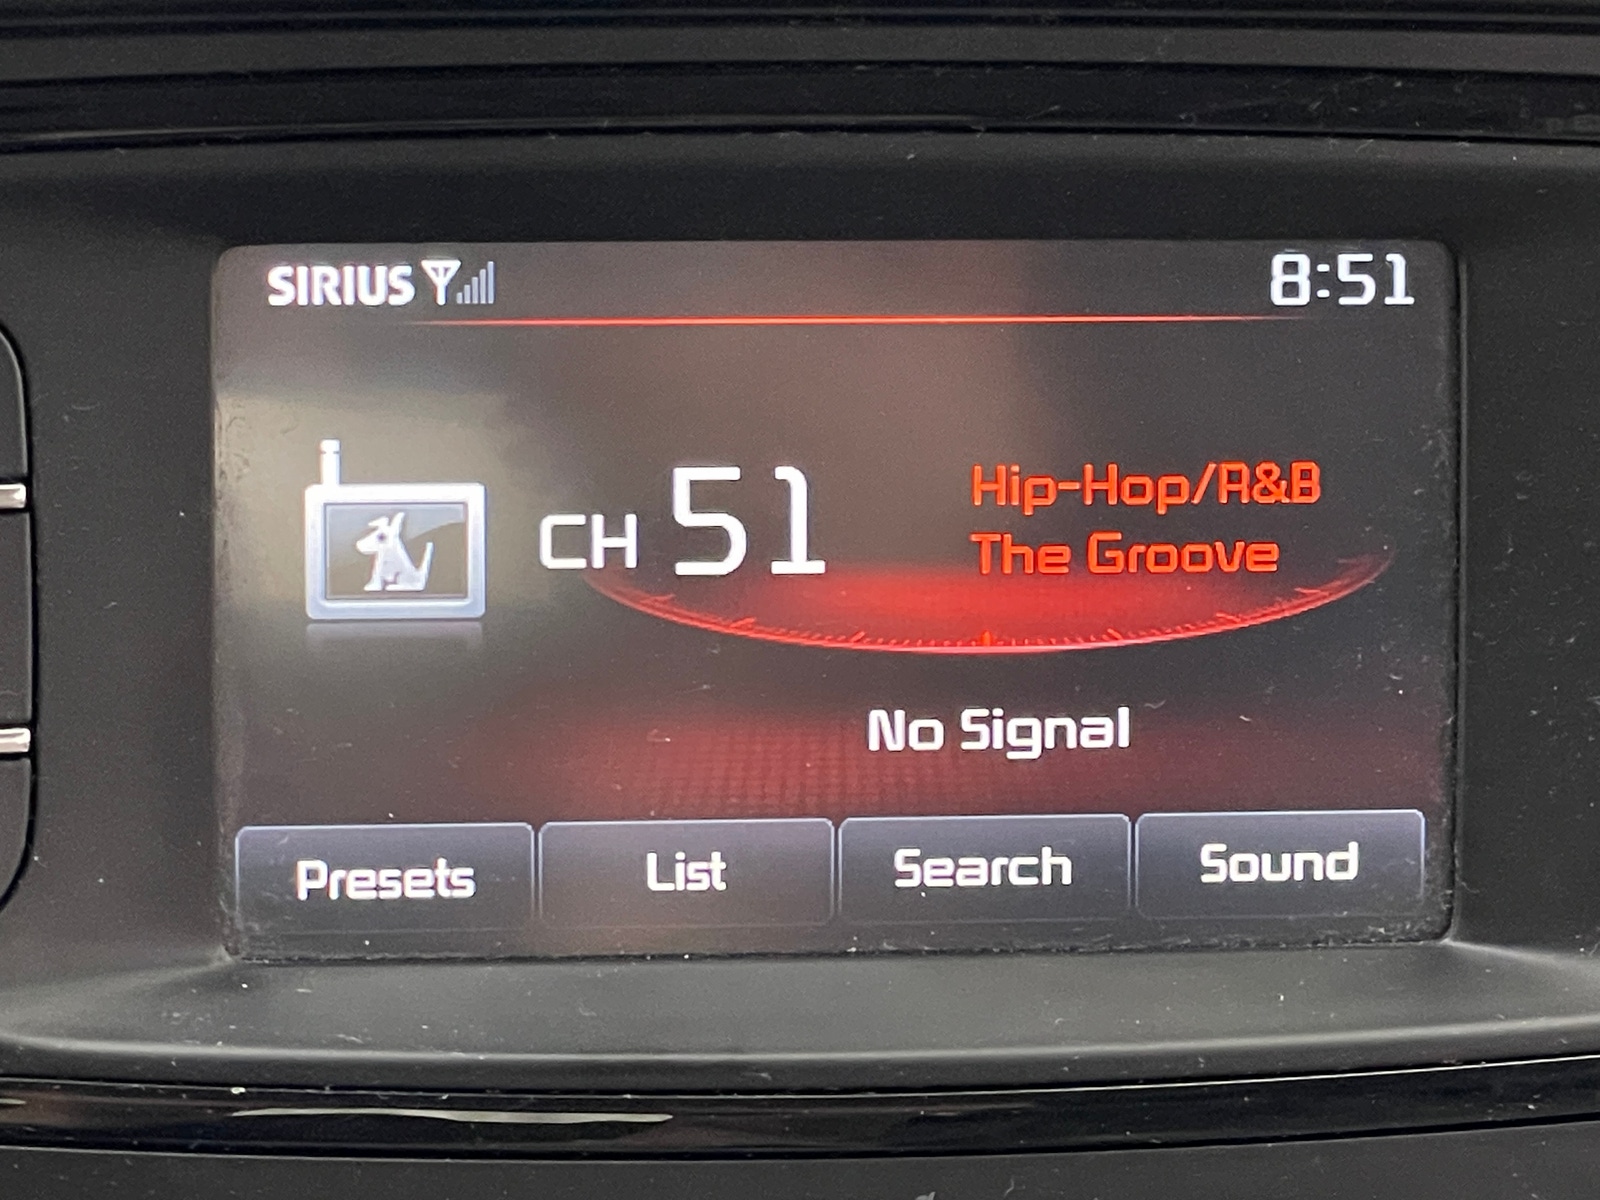 SIRIUS
8:51
CH 51
Hip-Hop/R&B
The Groove
No Signal
Presets
List
Search
Sound